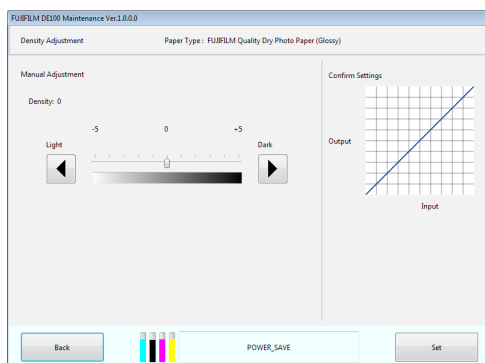 FUJIFILM DE100 Maintenance Ver.1.0.0.0
Density Adjustment Paper Type : FUJIFILM Quality Dry Photo Paper (Glossy)
Manual Adjustment
Density: 0
-5 0 +5
Light Dark
Confirm Settings
Output
Input
Back POWER_SAVE Set